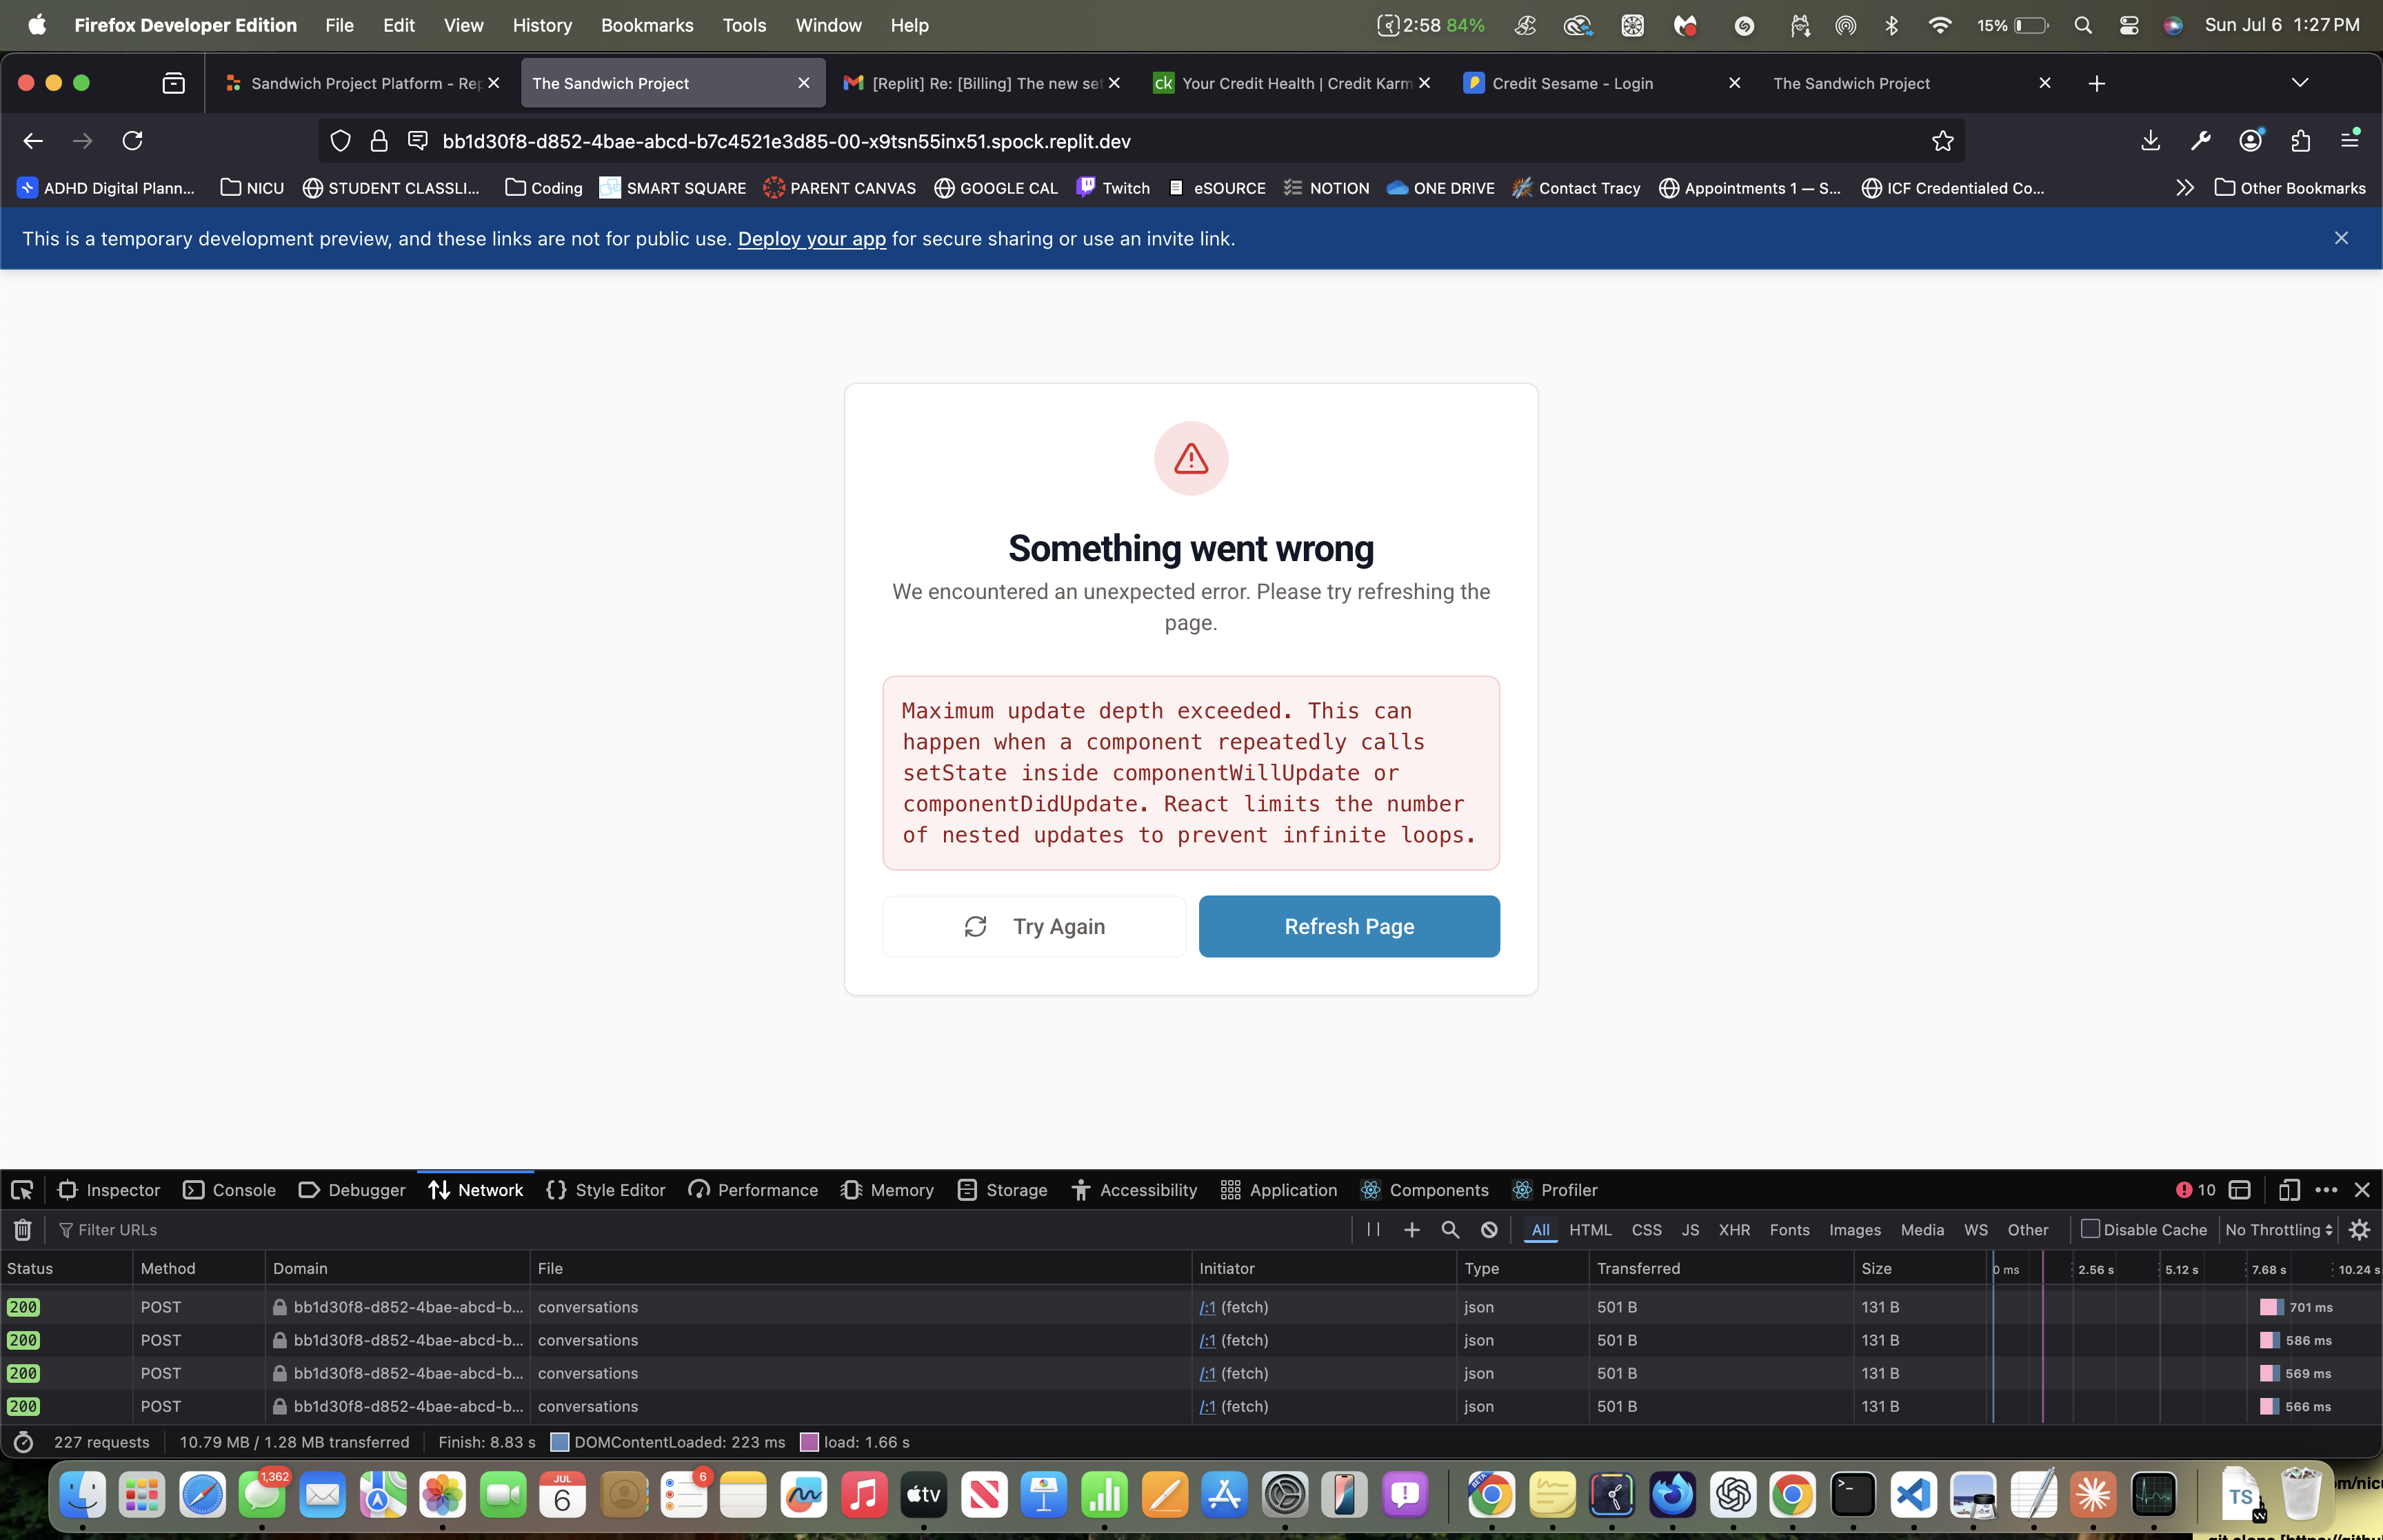 Firefox Developer Edition File Edit View History Bookmarks Tools Window Help 2:58 84% 15% Sun Jul 6 1:27 PM
Sandwich Project Platform - Rep The Sandwich Project [Replit] Re: [Billing] The new set ck Your Credit Health | Credit Karm Credit Sesame - Login The Sandwich Project
bb1d30f8-d852-4bae-abcd-b7c4521e3d85-00-x9tsn55inx51.spock.replit.dev
ADHD Digital Plann... NICU STUDENT CLASSLI... Coding SMART SQUARE PARENT CANVAS GOOGLE CAL Twitch eSOURCE NOTION ONE DRIVE Contact Tracy Appointments 1 — S... ICF Credentialed Co... Other Bookmarks
This is a temporary development preview, and these links are not for public use. Deploy your app for secure sharing or use an invite link.
Something went wrong
We encountered an unexpected error. Please try refreshing the
page.
Maximum update depth exceeded. This can
happen when a component repeatedly calls
setState inside componentWillUpdate or
componentDidUpdate. React limits the number
of nested updates to prevent infinite loops.
Try Again Refresh Page
Inspector Console Debugger Network Style Editor Performance Memory Storage Accessibility Application Components Profiler 10
Filter URLs All HTML CSS JS XHR Fonts Images Media WS Other Disable Cache No Throttling
Status Method Domain File Initiator Type Transferred Size 0 ms 2.56 s 5.12 s 7.68 s 10.24 s
200 POST bb1d30f8-d852-4bae-abcd-b... conversations /:1 (fetch) json 501 B 131 B 701 ms
200 POST bb1d30f8-d852-4bae-abcd-b... conversations /:1 (fetch) json 501 B 131 B 586 ms
200 POST bb1d30f8-d852-4bae-abcd-b... conversations /:1 (fetch) json 501 B 131 B 569 ms
200 POST bb1d30f8-d852-4bae-abcd-b... conversations /:1 (fetch) json 501 B 131 B 566 ms
227 requests 10.79 MB / 1.28 MB transferred Finish: 8.83 s DOMContentLoaded: 223 ms load: 1.66 s
1,362 JUL 6 6 tv BETA TS